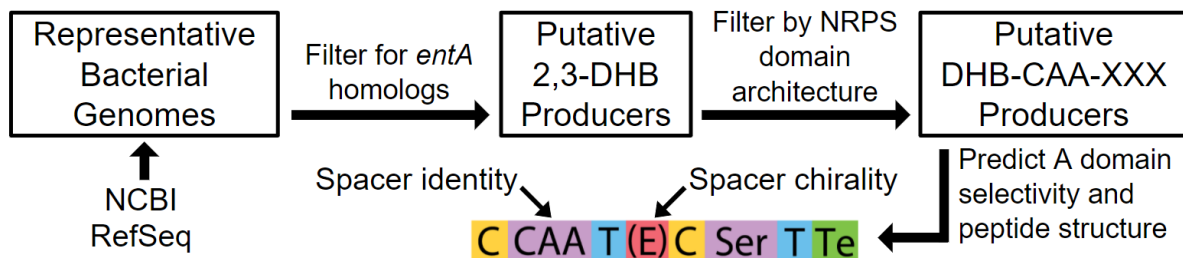 Representative
Bacterial
Genomes
Filter for entA
homologs
Putative
2,3-DHB
Producers
Filter by NRPS
domain
architecture
Putative
DHB-CAA-XXX
Producers
NCBI
RefSeq
Spacer identity
Spacer chirality
Predict A domain
selectivity and
peptide structure
C CAA T (E) C Ser T Te